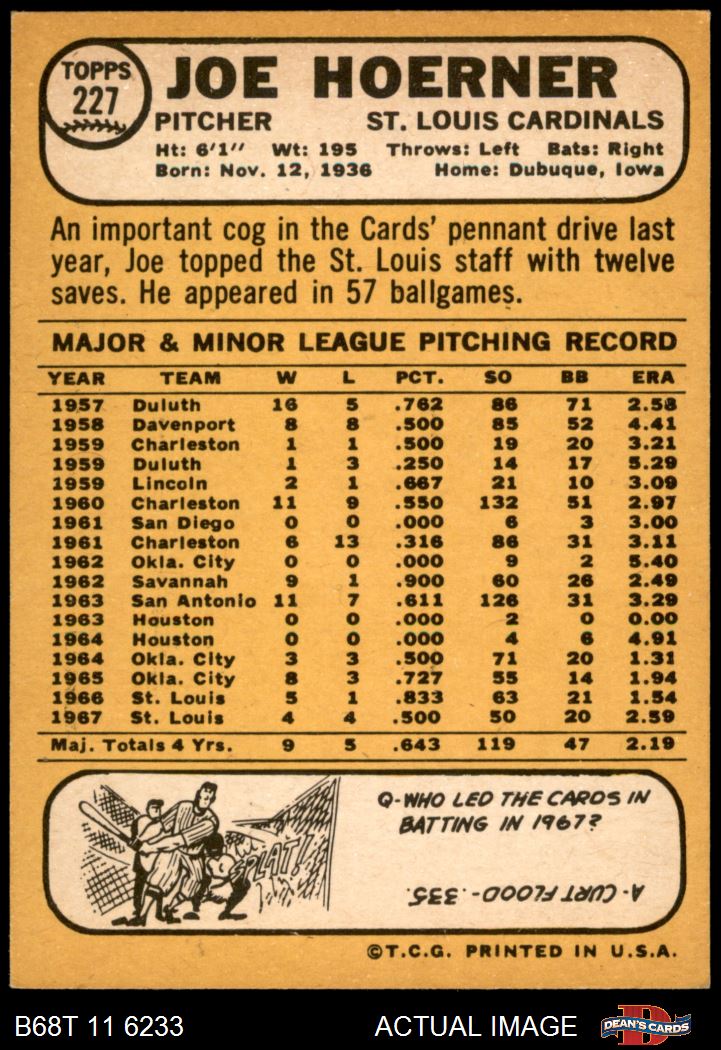 TOPPS
227
JOE HOERNER
PITCHER ST. LOUIS CARDINALS
Ht: 6'1" Wt: 195 Throws: Left Bats: Right
Born: Nov. 12, 1936 Home: Dubuque, Iowa
An important cog in the Cards' pennant drive last
year, Joe topped the St. Louis staff with twelve
saves. He appeared in 57 ballgames.
MAJOR & MINOR LEAGUE PITCHING RECORD
YEAR TEAM W L PCT. SO BB ERA
1957 Duluth 16 5 .762 86 71 2.58
1958 Davenport 8 8 .500 85 52 4.41
1959 Charleston 1 1 .500 19 20 3.21
1959 Duluth 1 3 .250 14 17 5.29
1959 Lincoln 2 1 .667 21 10 3.09
1960 Charleston 11 9 .550 132 51 2.97
1961 San Diego 0 0 .000 6 3 3.00
1961 Charleston 6 13 .316 86 31 3.11
1962 Okla. City 0 0 .000 9 2 5.40
1962 Savannah 9 1 .900 60 26 2.49
1963 San Antonio 11 7 .611 126 31 3.29
1963 Houston 0 0 .000 2 0 0.00
1964 Houston 0 0 .000 4 6 4.91
1964 Okla. City 3 3 .500 71 20 1.31
1965 Okla. City 8 3 .727 55 14 1.94
1966 St. Louis 5 1 .833 63 21 1.54
1967 St. Louis 4 4 .500 50 20 2.59
Maj. Totals 4 Yrs. 9 5 .643 119 47 2.19
SPLAT!!
Q-WHO LED THE CARDS IN
BATTING IN 1967?
A-CURT FLOOD-.335.
©T.C.G. PRINTED IN U.S.A.
B68T 11 6233 ACTUAL IMAGE D DEAN'S CARDS